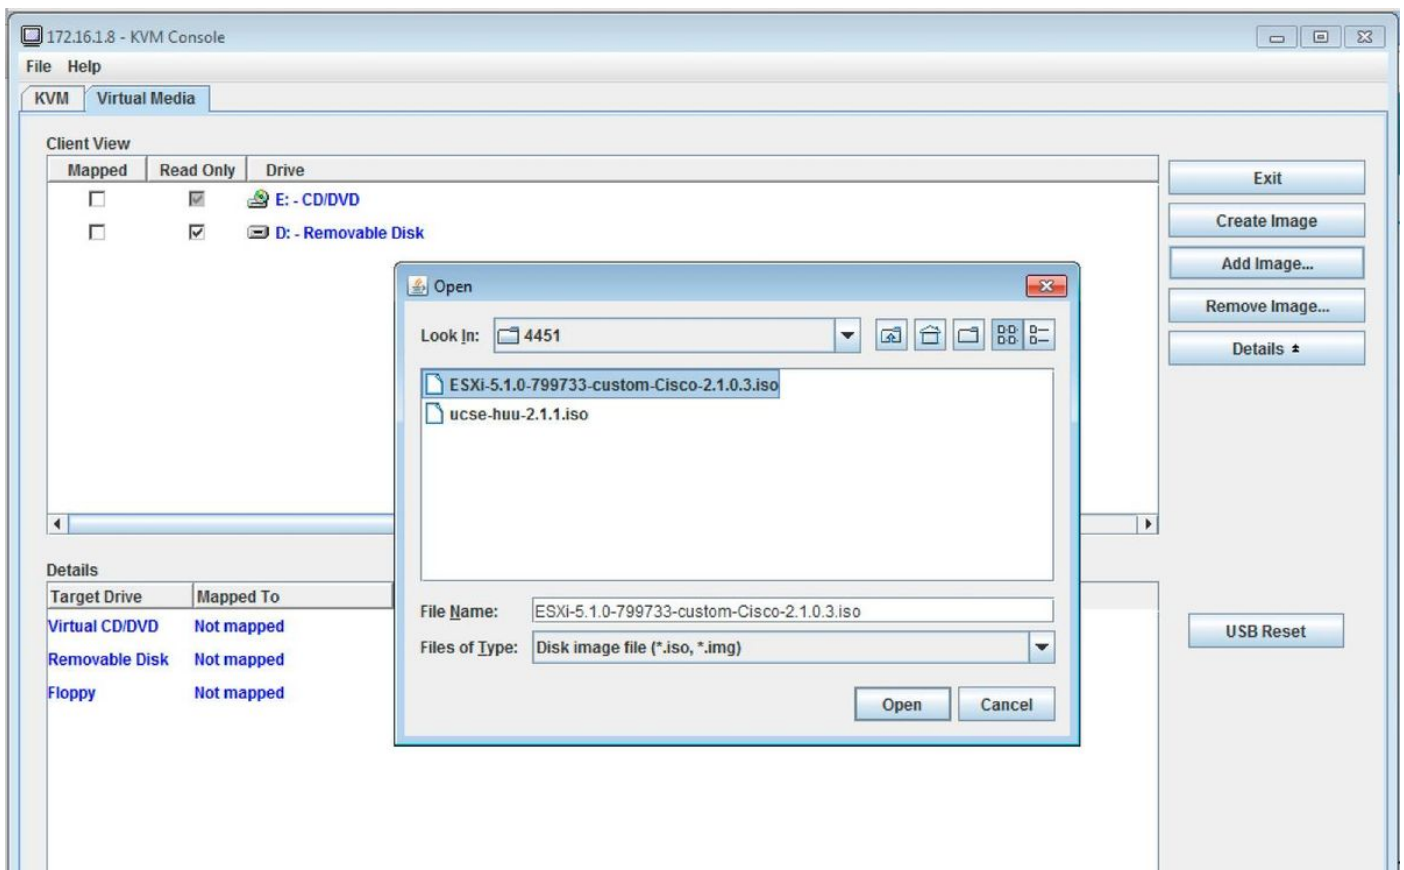 172.16.1.8 - KVM Console
File Help
KVM Virtual Media
Client View
Mapped Read Only Drive
E: - CD/DVD
D: - Removable Disk
Exit
Create Image
Add Image...
Remove Image...
Details
Open
Look In: 4451
ESXi-5.1.0-799733-custom-Cisco-2.1.0.3.iso
ucse-huu-2.1.1.iso
File Name: ESXi-5.1.0-799733-custom-Cisco-2.1.0.3.iso
Files of Type: Disk image file (*.iso, *.img)
Open Cancel
Details
Target Drive Mapped To
Virtual CD/DVD Not mapped
Removable Disk Not mapped
Floppy Not mapped
USB Reset